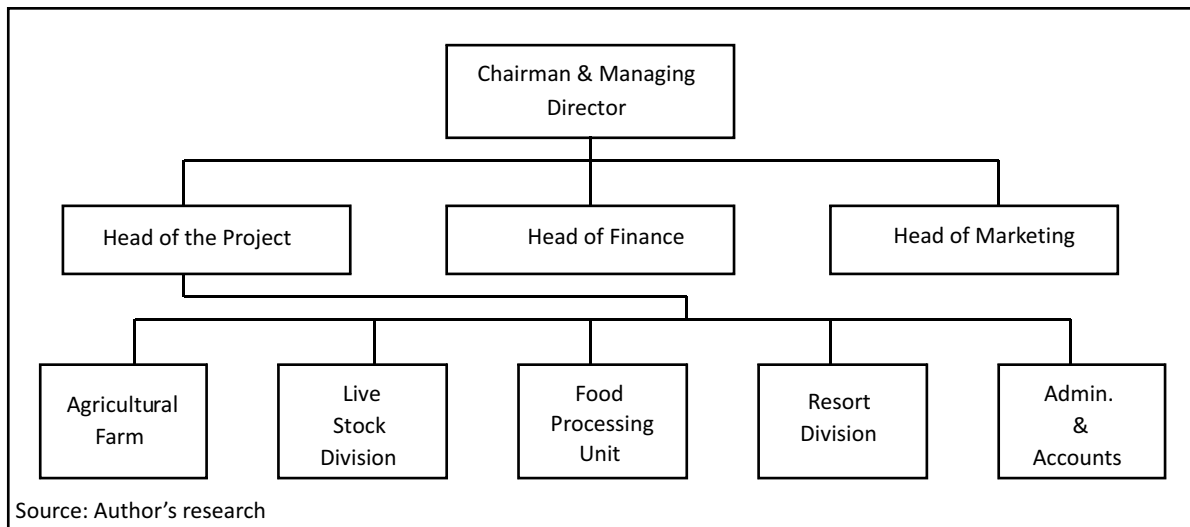 Chairman & Managing
Director
Head of the Project
Head of Finance
Head of Marketing
Agricultural
Farm
Live
Stock
Division
Food
Processing
Unit
Resort
Division
Admin.
&
Accounts
Source: Author’s research